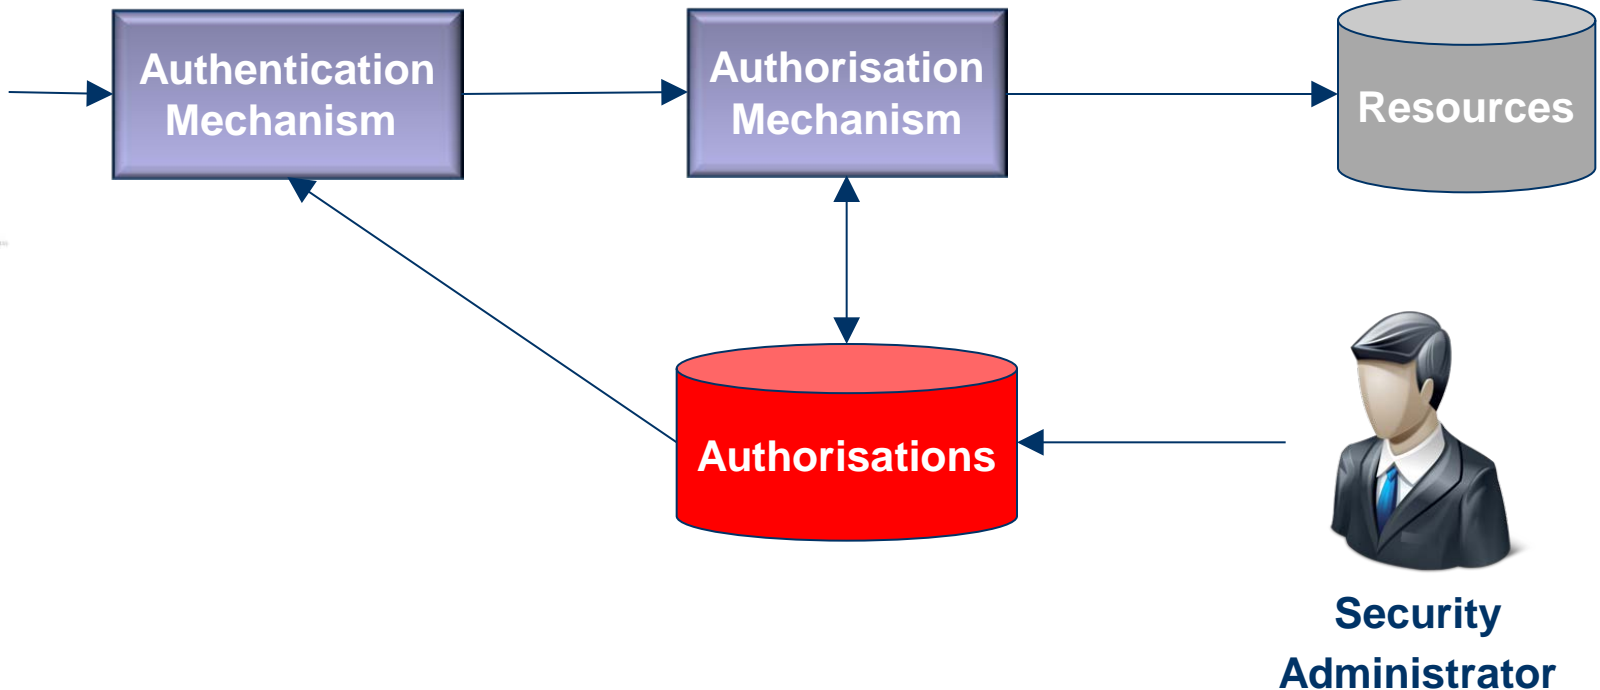 Authentication
Mechanism
Authorisation
Mechanism
Resources
Authorisations
Security
Administrator